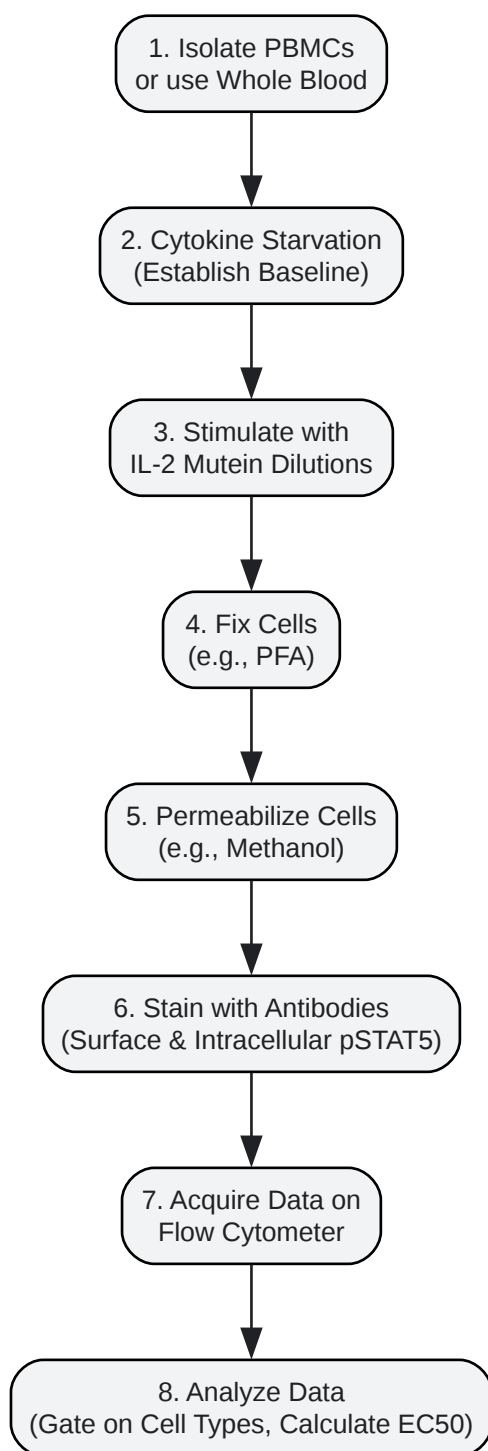 1. Isolate PBMCs
or use Whole Blood
2. Cytokine Starvation
(Establish Baseline)
3. Stimulate with
IL-2 Mutein Dilutions
4. Fix Cells
(e.g., PFA)
5. Permeabilize Cells
(e.g., Methanol)
6. Stain with Antibodies
(Surface & Intracellular pSTAT5)
7. Acquire Data on
Flow Cytometer
8. Analyze Data
(Gate on Cell Types, Calculate EC50)